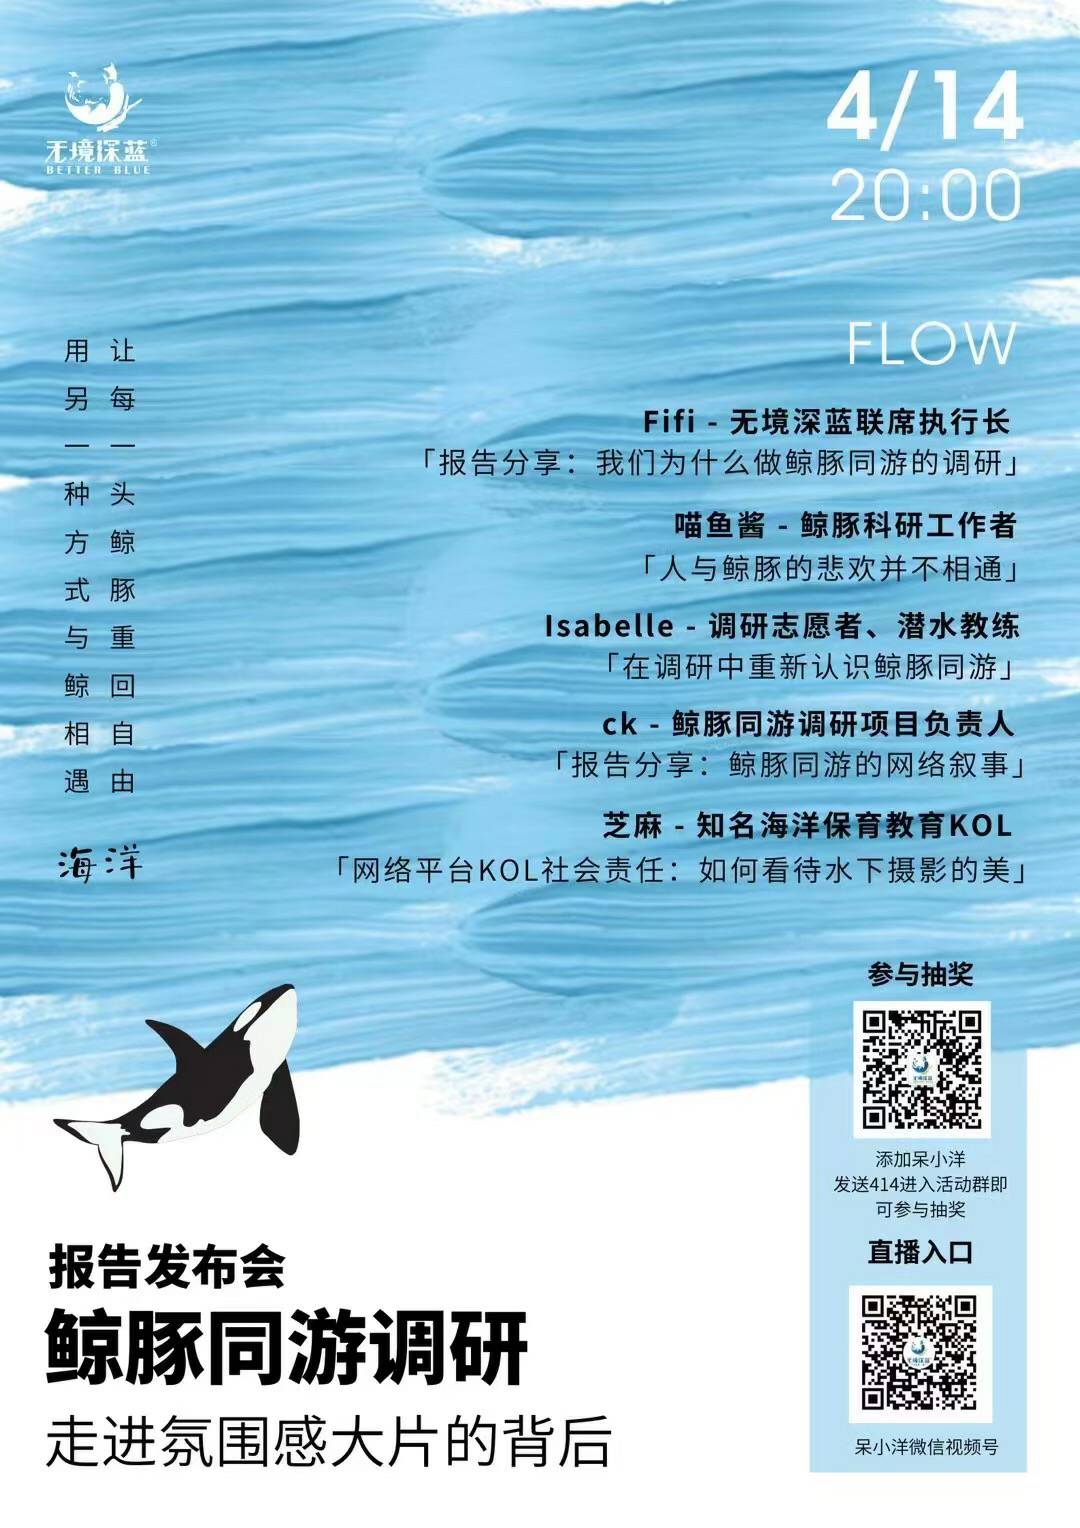 无境深蓝®
BETTER BLUE
4/14
20:00
让每一头鲸豚重回自由
用另一种方式与鲸相遇
海洋
FLOW
Fifi - 无境深蓝联席执行长
「报告分享：我们为什么做鲸豚同游的调研」
喵鱼酱 - 鲸豚科研工作者
「人与鲸豚的悲欢并不相通」
Isabelle - 调研志愿者、潜水教练
「在调研中重新认识鲸豚同游」
ck - 鲸豚同游调研项目负责人
「报告分享：鲸豚同游的网络叙事」
芝麻 - 知名海洋保育教育KOL
「网络平台KOL社会责任：如何看待水下摄影的美」
参与抽奖
无境深蓝
添加呆小洋
发送414进入活动群即
可参与抽奖
直播入口
无境深蓝
呆小洋微信视频号
报告发布会
鲸豚同游调研
走进氛围感大片的背后